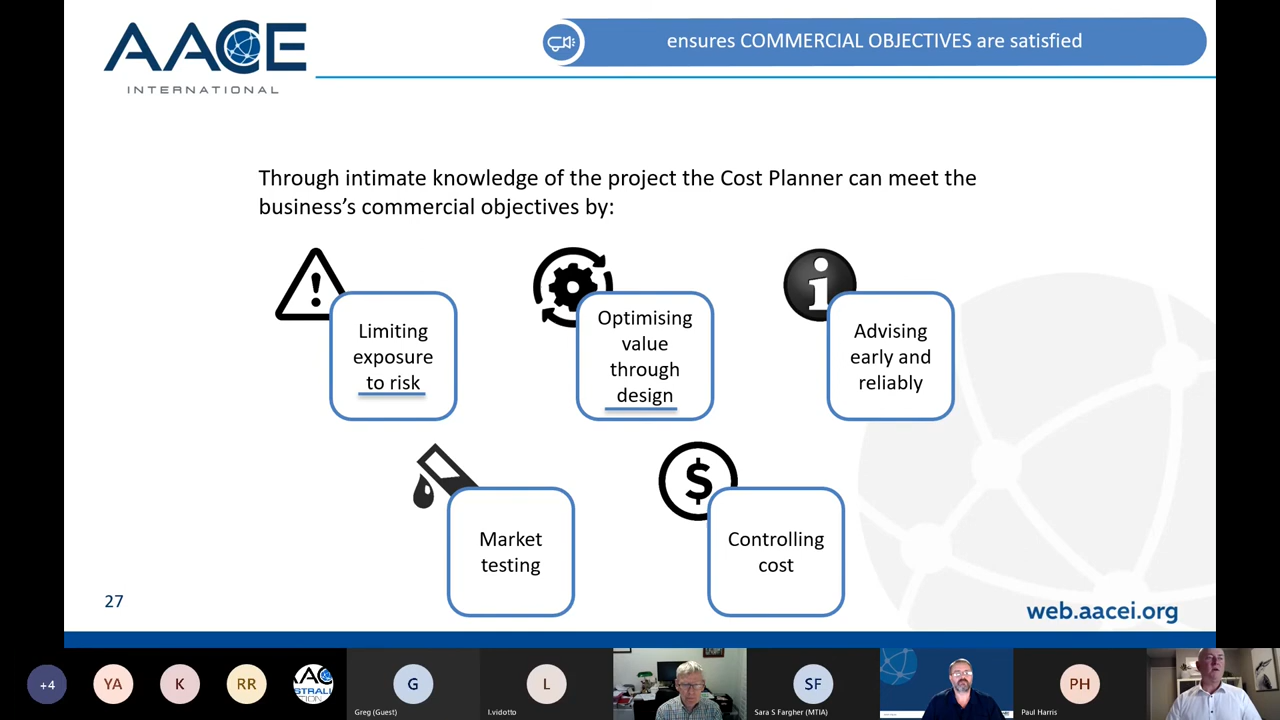 AACE
INTERNATIONAL
ensures COMMERCIAL OBJECTIVES are satisfied
Through intimate knowledge of the project the Cost Planner can meet the
business's commercial objectives by:
Limiting
exposure
to risk
Optimising
value
through
design
Advising
early and
reliably
Market
testing
$
Controlling
cost
27
web.aacei.org
+4
YA
K
RR
G
Greg (Guest)
L
l.vidotto
SF
Sara S Fargher (MTIA)
PH
Paul Harris